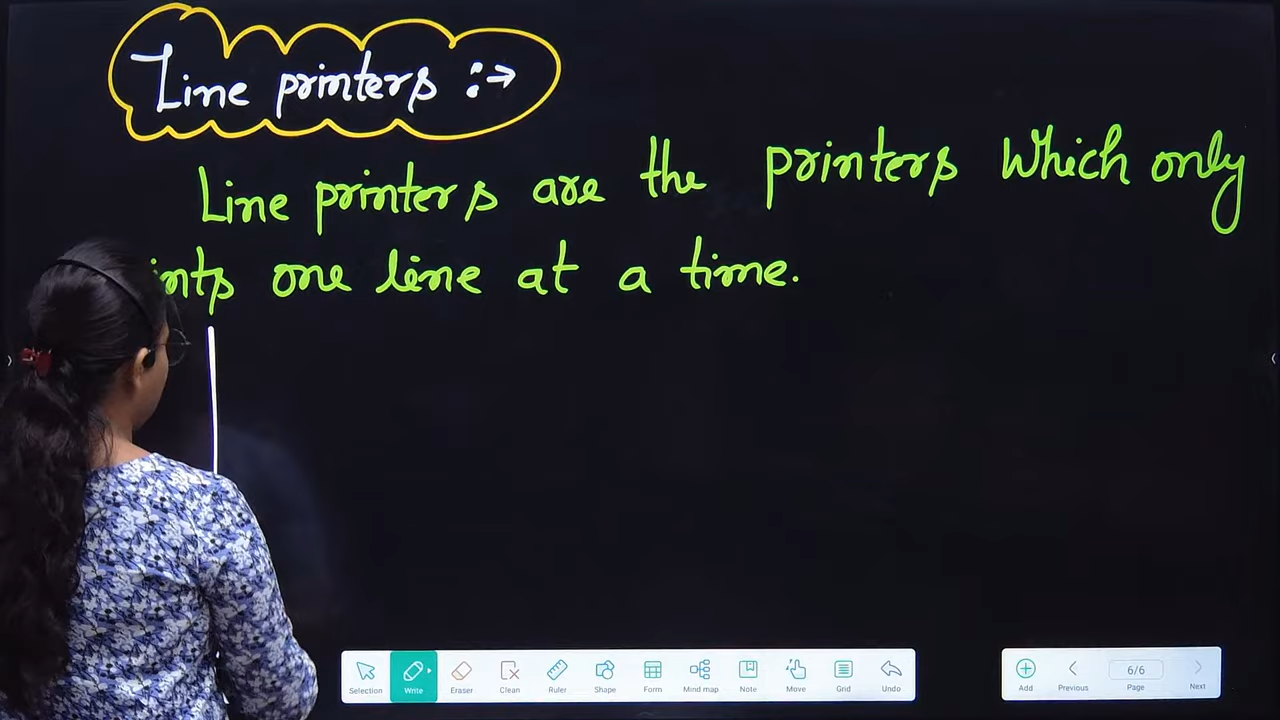 Line printers :→
Line printers are the printers which only
one line at a time.
Selection Write Eraser Clean Ruler Shape Form Mind map Note Move Grid Undo
Add Previous 6/6 Page Next